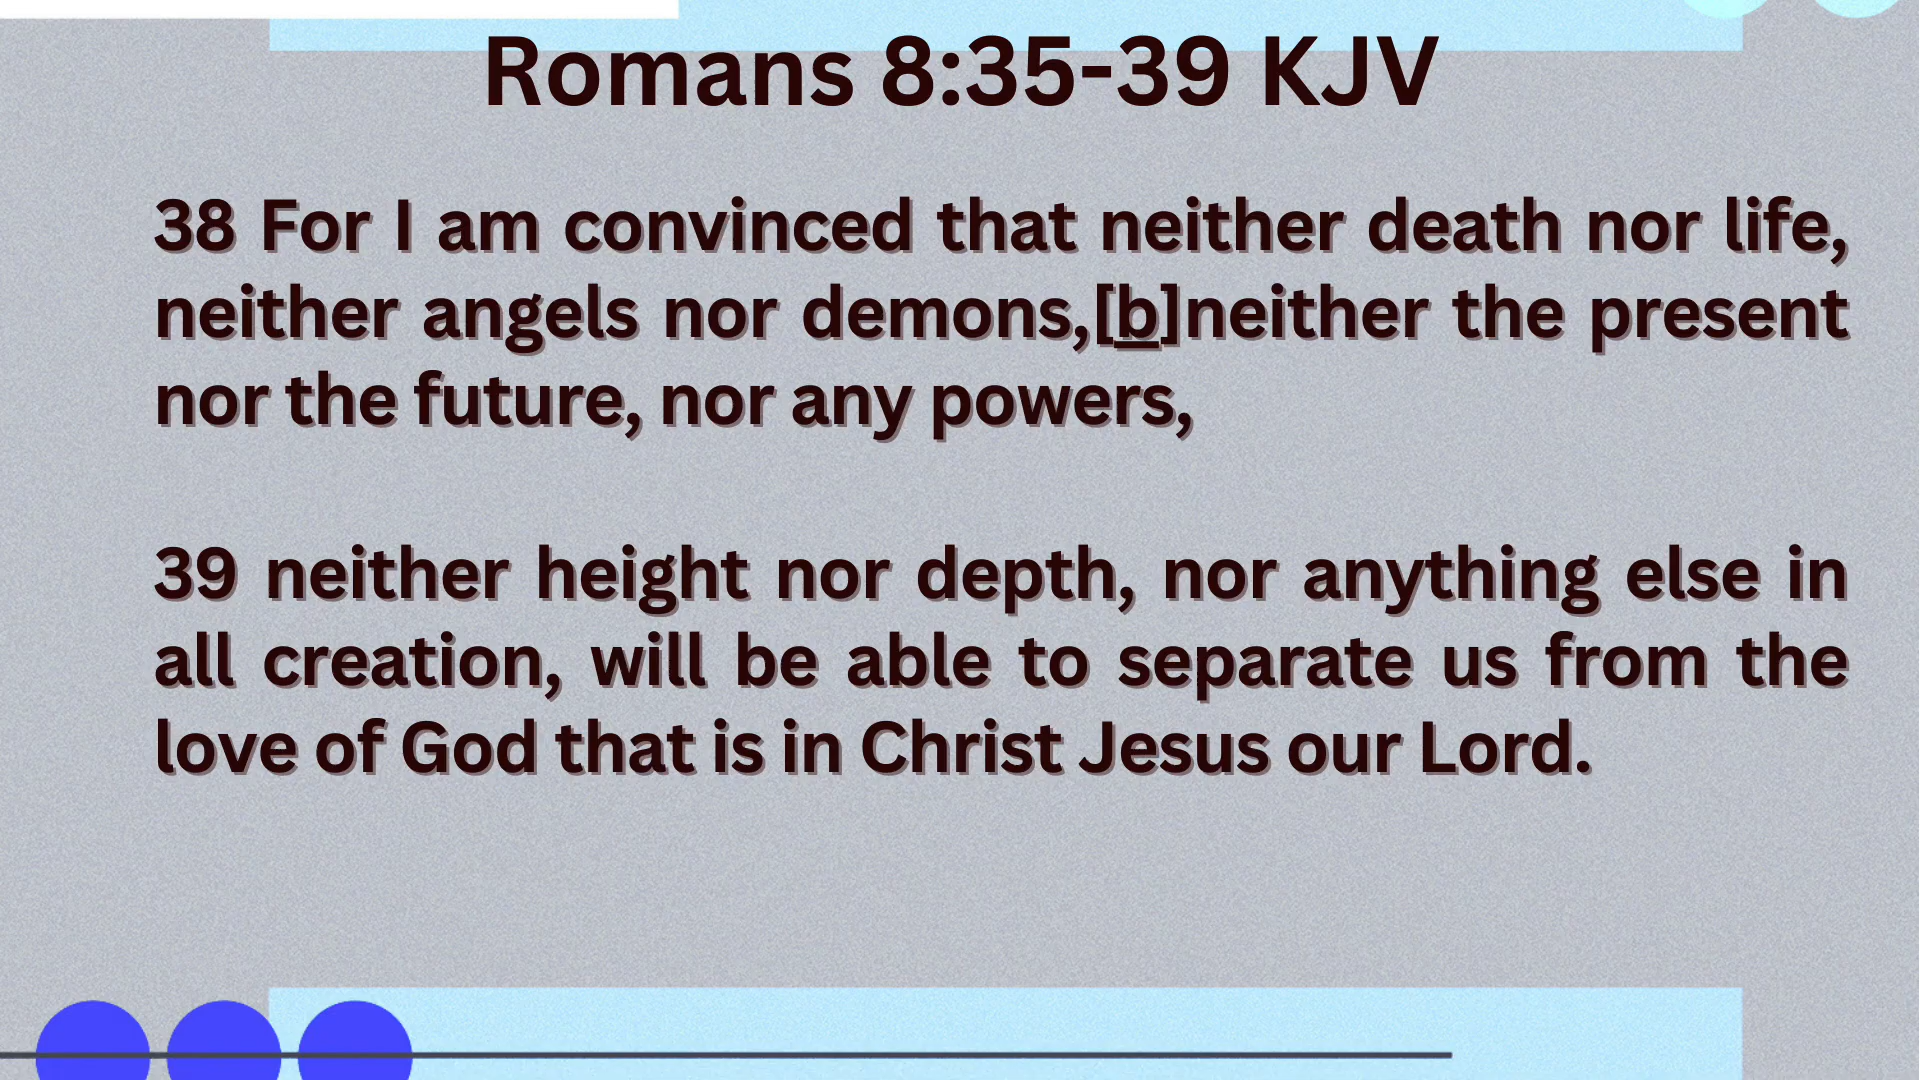 Romans 8:35-39 KJV
38 For I am convinced that neither death nor life,
neither angels nor demons,[b]neither the present
nor the future, nor any powers,
39 neither height nor depth, nor anything else in
all creation, will be able to separate us from the
love of God that is in Christ Jesus our Lord.